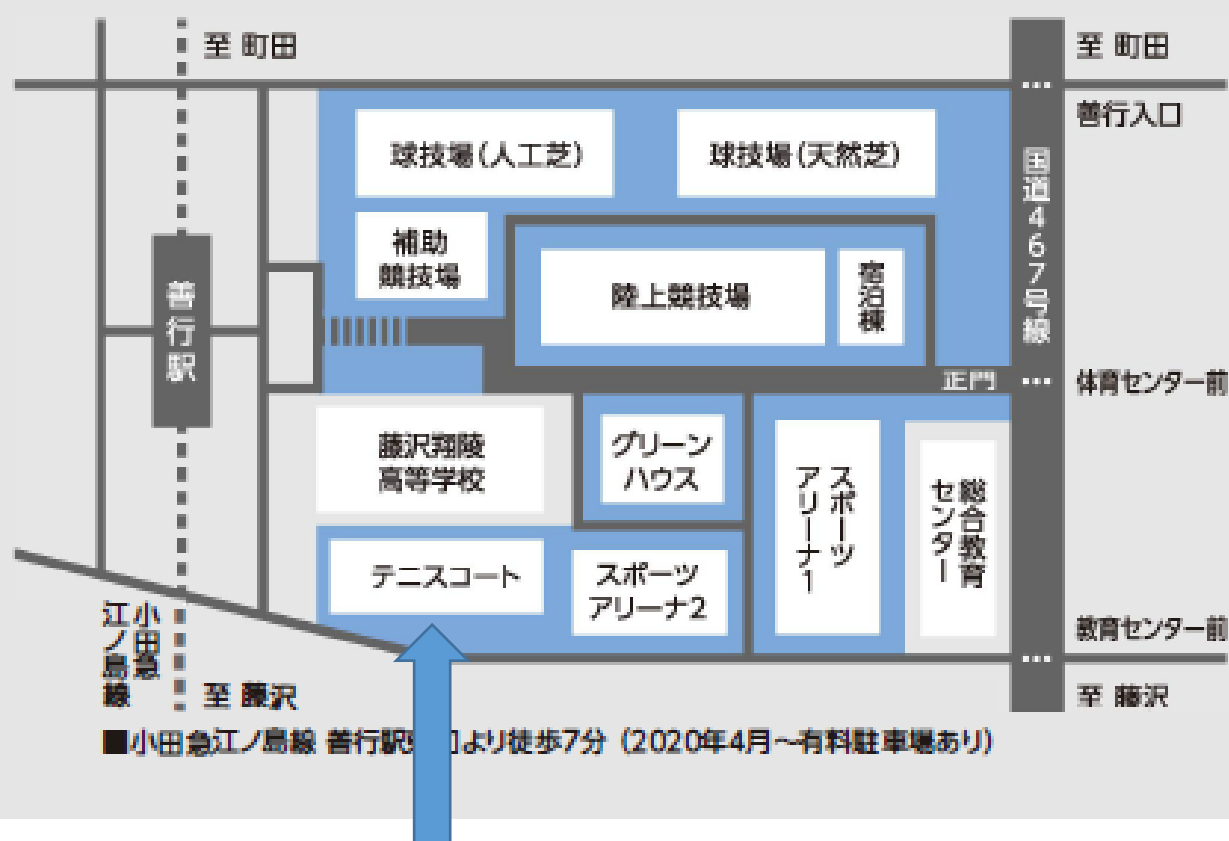 至 町田
至 町田
善行入口
球技場(人工芝)
球技場(天然芝)
国道467号線
補助
競技場
陸上競技場
宿泊棟
善行駅
正門
体育センター前
藤沢翔陵
高等学校
グリーン
ハウス
スポーツ
アリーナ1
総合教育
センター
テニスコート
スポーツ
アリーナ2
教育センター前
小田急
江ノ島線
至 藤沢
至 藤沢
■小田急江ノ島線 善行駅 より徒歩7分 (2020年4月~有料駐車場あり)